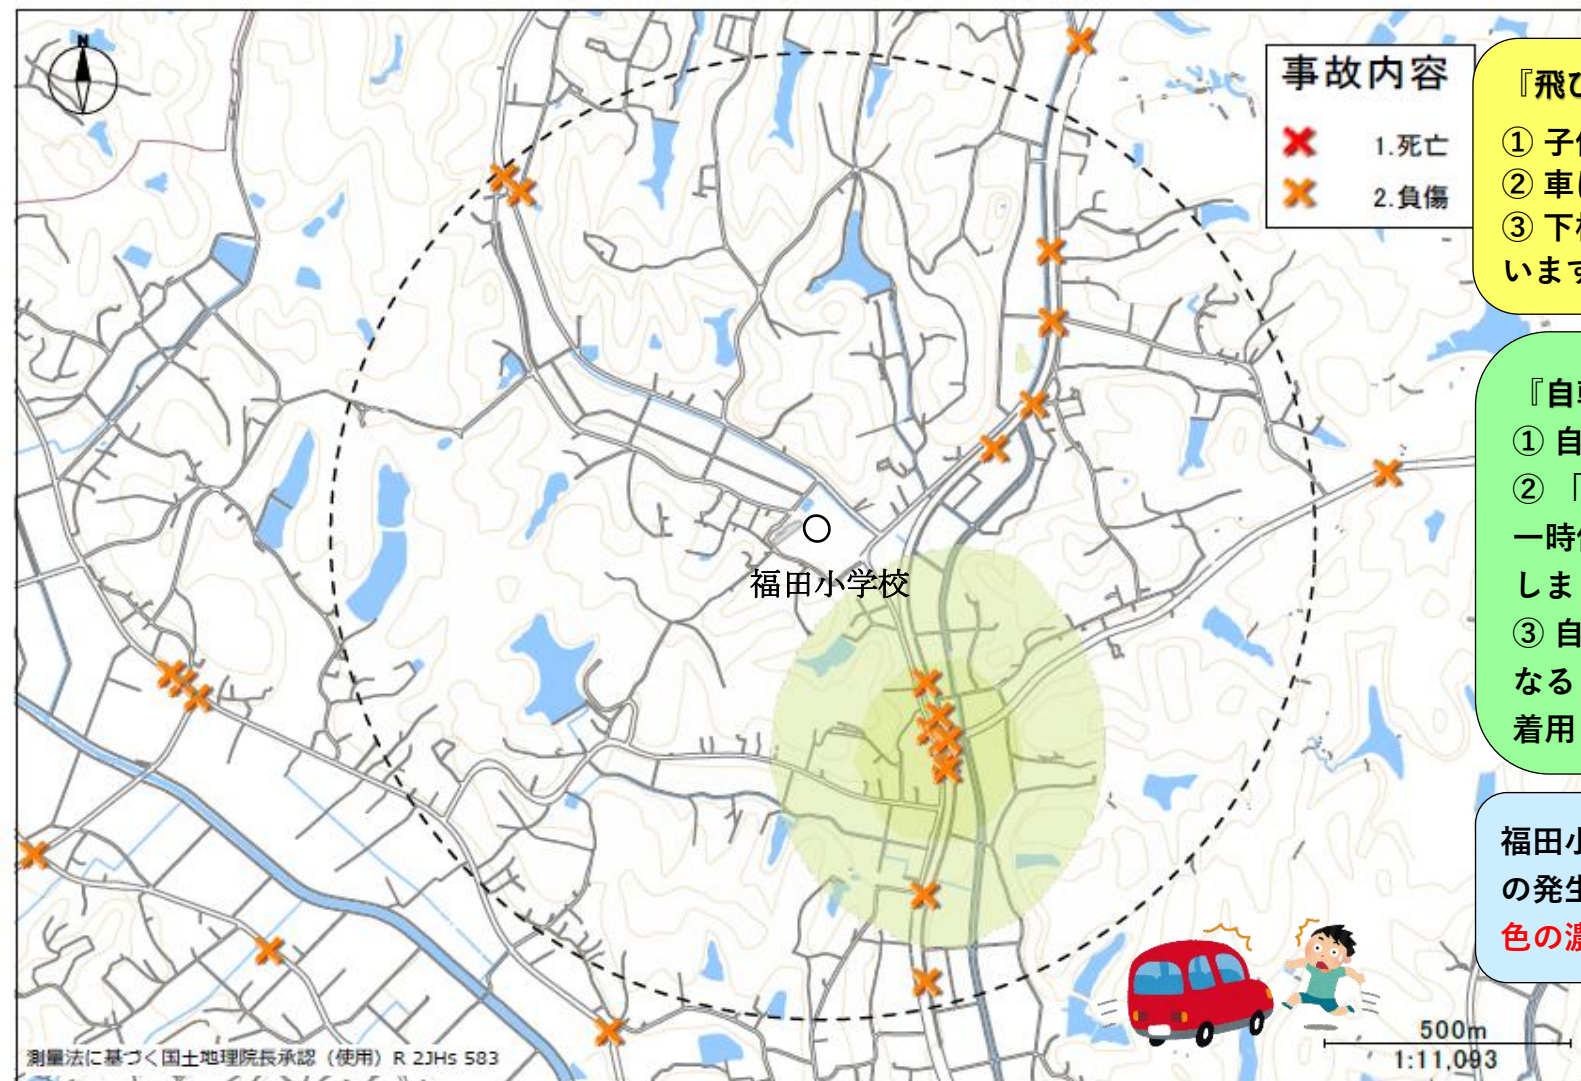 N
事故内容
1.死亡
2.負傷
『飛び
① 子
② 車
③ 下
います
『自
① 自
② 「
一時
しま
③ 自
なる
着用
福田小
の発生
色の濃
福田小学校
測量法に基づく国土地理院長承認（使用）R 2JHs 583
500m
1:11,093